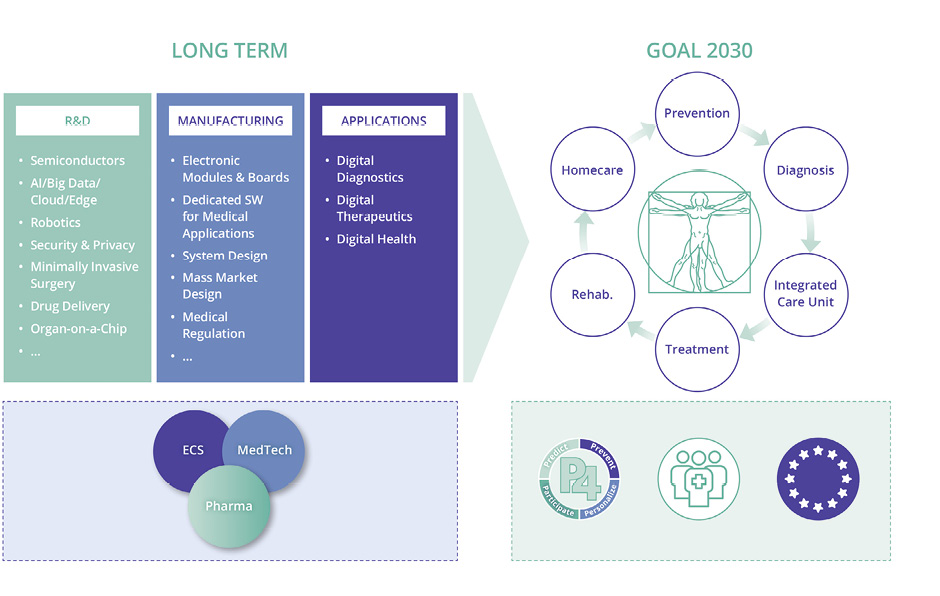 LONG TERM
GOAL 2030
R&D
• Semiconductors
• AI/Big Data/
Cloud/Edge
• Robotics
• Security & Privacy
• Minimally Invasive
Surgery
• Drug Delivery
• Organ-on-a-Chip
• ...
MANUFACTURING
• Electronic
Modules & Boards
• Dedicated SW
for Medical
Applications
• System Design
• Mass Market
Design
• Medical
Regulation
• ...
APPLICATIONS
• Digital
Diagnostics
• Digital
Therapeutics
• Digital Health
Prevention
Diagnosis
Integrated
Care Unit
Treatment
Rehab.
Homecare
ECS
MedTech
Pharma
Predict
Prevent
Personalize
Participate
P4